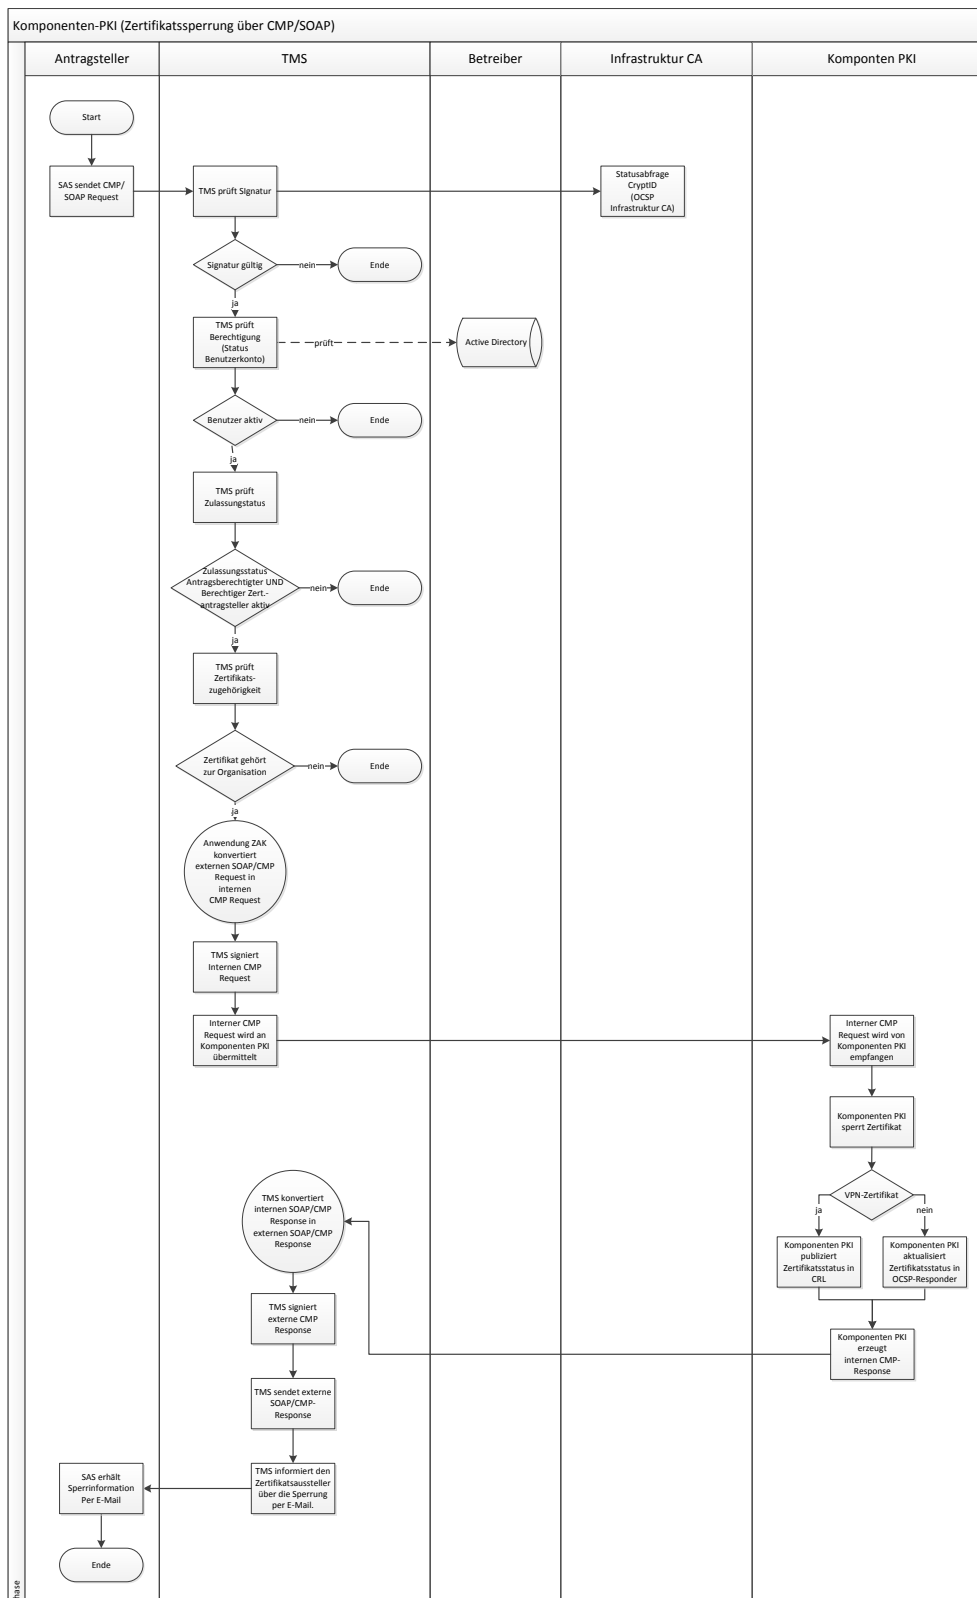 Komponenten-PKI (Zertifikatssperrung über CMP/SOAP)
Antragsteller
TMS
Betreiber
Infrastruktur CA
Komponten PKI
Start
SAS sendet CMP/
SOAP Request
TMS prüft SIgnatur
Statusabfrage
CryptID
(OCSP
Infrastruktur CA)
Signatur gültig
nein
Ende
ja
TMS prüft
Berechtigung
(Status
Benutzerkonto)
prüft
Active Directory
Benutzer aktiv
nein
Ende
ja
TMS prüft
Zulassungstatus
Zulassungsstatus
Antragsberechtigter UND
Berechtiger Zert.-
antragsteller aktiv
nein
Ende
ja
TMS prüft
Zertifikats-
zugehörigkeit
Zertifikat gehört
zur Organisation
nein
Ende
ja
Anwendung ZAK
konvertiert
externen SOAP/CMP
Request in
internen
CMP Request
TMS signiert
Internen CMP
Request
Interner CMP
Request wird an
Komponenten PKI
übermittelt
Interner CMP
Request wird von
Komponenten PKI
empfangen
Komponenten PKI
sperrt Zertifikat
VPN-Zertifikat
ja
nein
Komponenten PKI
publiziert
Zertifikatsstatus in
CRL
Komponenten PKI
aktualisiert
Zertifikatsstatus in
OCSP-Responder
Komponenten PKI
erzeugt
internen CMP-
Response
TMS konvertiert
internen SOAP/CMP
Response in
externen SOAP/CMP
Response
TMS signiert
externe CMP
Response
TMS sendet externe
SOAP/CMP-
Response
TMS informiert den
Zertifikatsaussteller
über die Sperrung
per E-Mail.
SAS erhält
Sperrinformation
Per E-Mail
Ende
hase